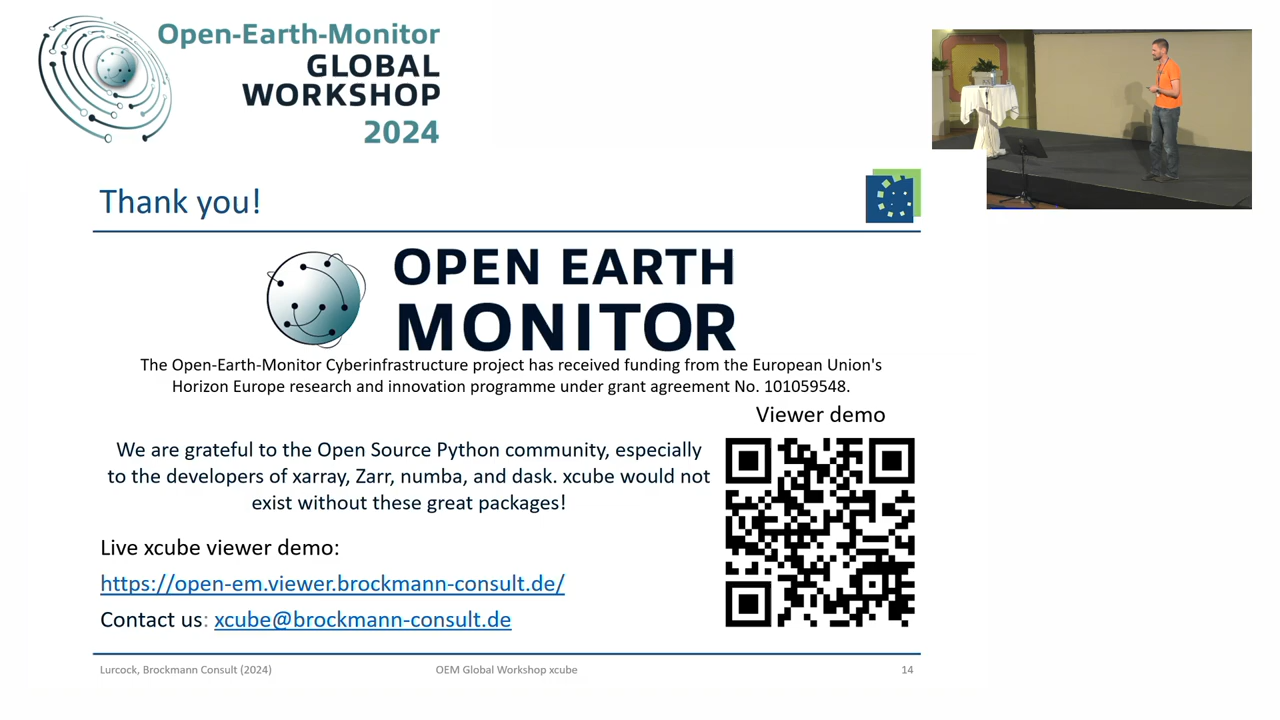 Open-Earth-Monitor
GLOBAL
WORKSHOP
2024
Thank you!
OPEN EARTH
MONITOR
The Open-Earth-Monitor Cyberinfrastructure project has received funding from the European Union's
Horizon Europe research and innovation programme under grant agreement No. 101059548.
Viewer demo
We are grateful to the Open Source Python community, especially
to the developers of xarray, Zarr, numba, and dask. xcube would not
exist without these great packages!
Live xcube viewer demo:
https://open-em.viewer.brockmann-consult.de/
Contact us: xcube@brockmann-consult.de
Lurcock, Brockmann Consult (2024)
OEM Global Workshop xcube
14